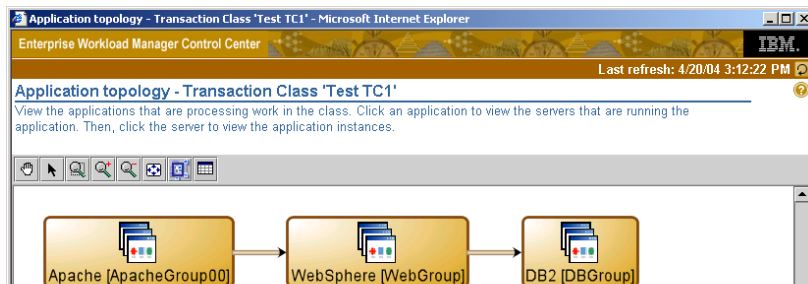 Application topology - Transaction Class 'Test TC1' - Microsoft Internet Explorer
Enterprise Workload Manager Control Center
IBM.
Last refresh: 4/20/04 3:12:22 PM
Application topology - Transaction Class 'Test TC1'
View the applications that are processing work in the class. Click an application to view the servers that are running the
application. Then, click the server to view the application instances.
Apache [ApacheGroup00]
WebSphere [WebGroup]
DB2 [DBGroup]